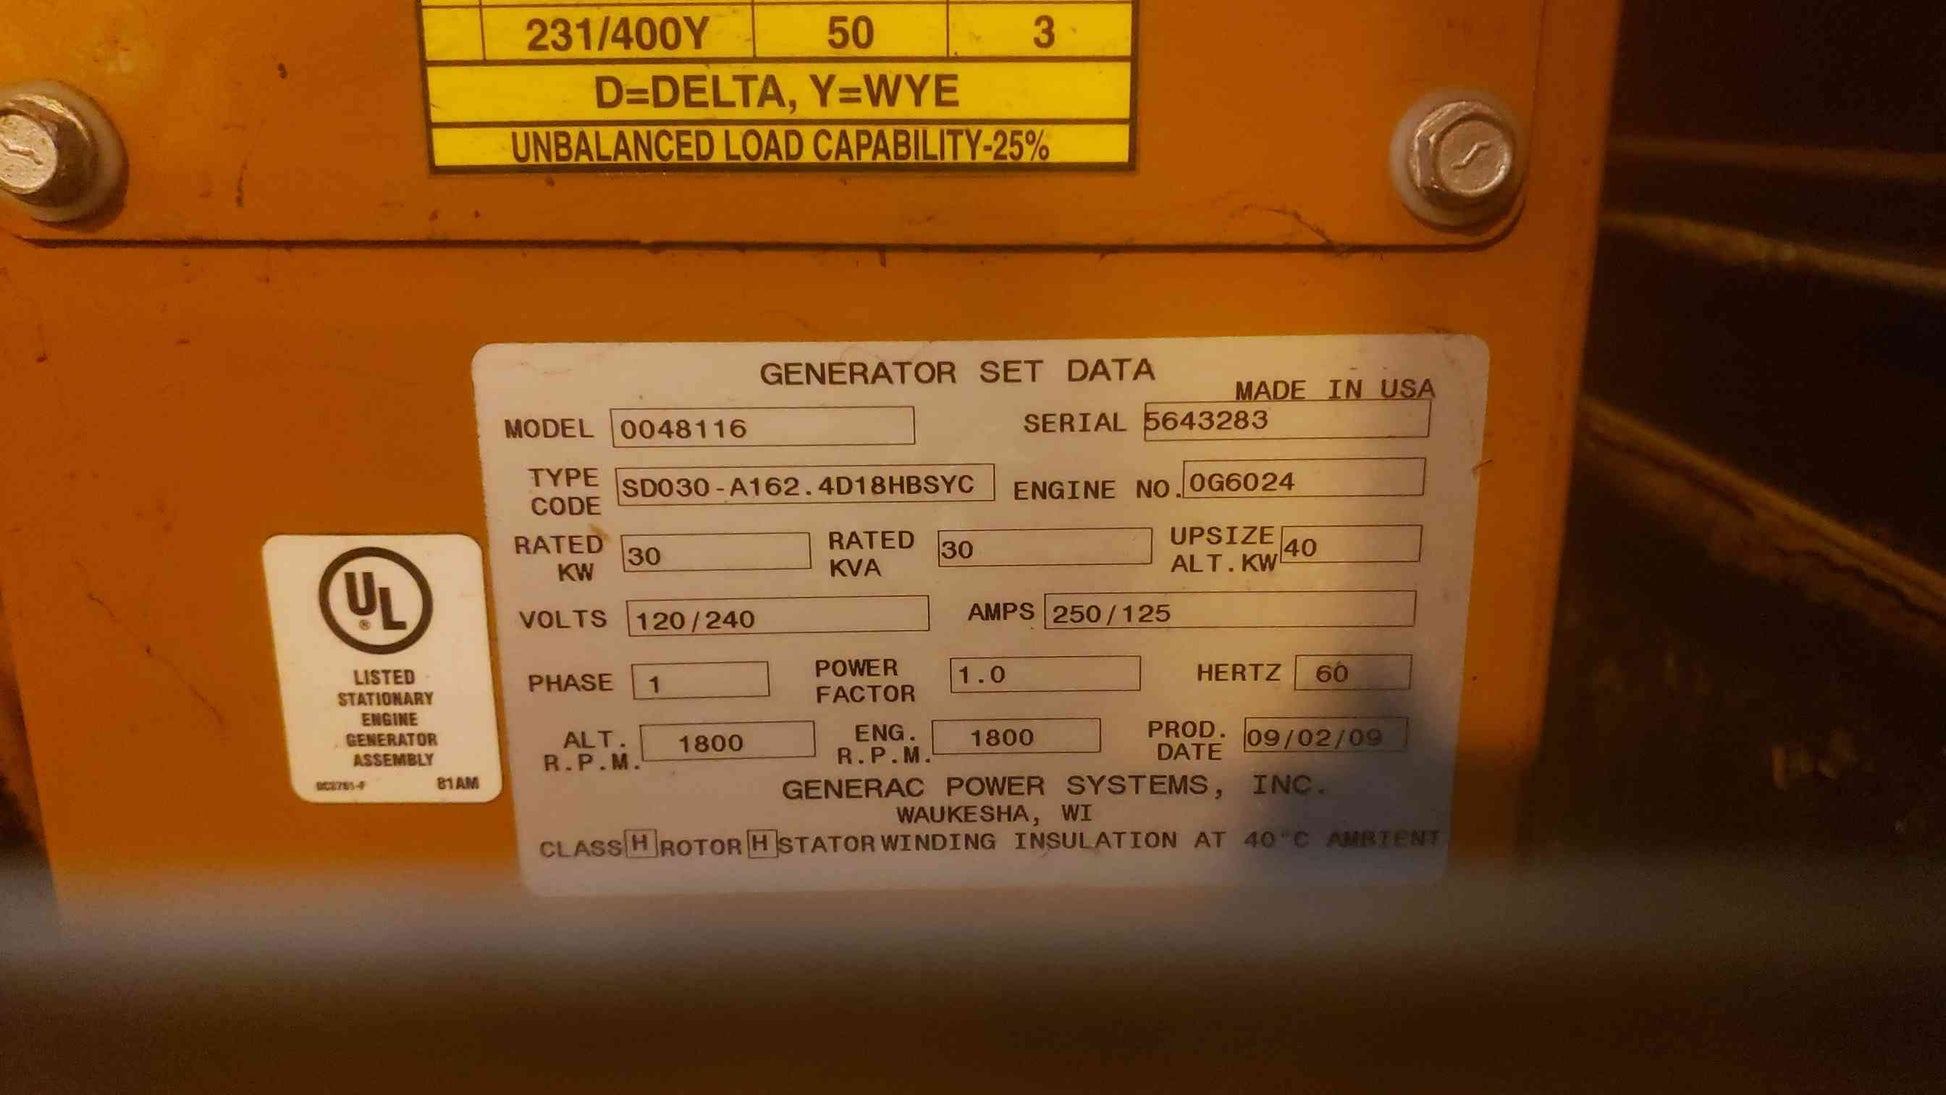 231/400Y 50 3
D=DELTA, Y=WYE
UNBALANCED LOAD CAPABILITY-25%
GENERATOR SET DATA
MADE IN USA
MODEL 0048116 SERIAL 5643283
TYPE CODE SD030-A162.4D18HBSYC ENGINE NO. 0G6024
RATED KW 30 RATED KVA 30 UPSIZE ALT.KW 40
VOLTS 120/240 AMPS 250/125
PHASE 1 POWER FACTOR 1.0 HERTZ 60
ALT. R.P.M. 1800 ENG. R.P.M. 1800 PROD. DATE 09/02/09
GENERAC POWER SYSTEMS, INC.
WAUKESHA, WI
CLASS H ROTOR H STATOR WINDING INSULATION AT 40°C AMBIENT
UL ®
LISTED
STATIONARY
ENGINE
GENERATOR
ASSEMBLY
81AM